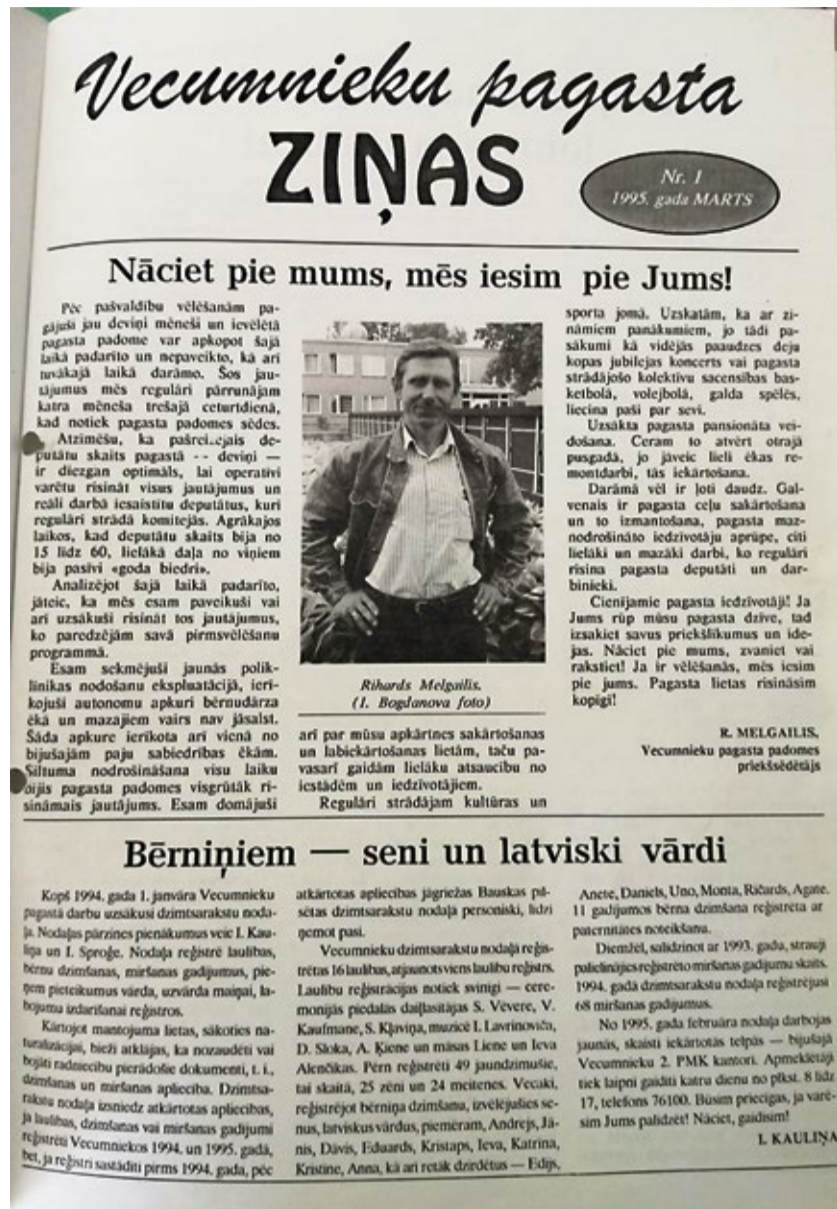 Vecumnieku pagasta
ZIŅAS
Nr. 1
1995. gada MARTS
Nāciet pie mums, mēs iesim pie Jums!
Pēc pašvaldību vēlēšanām pa-
gājuši jau deviņi mēneši un ievēlētā
pagasta padome var apkopot šajā
laikā padarīto un nepaveikto, kā arī
tuvākajā laikā darāmo. Šos jau-
tājumus mēs regulāri pārrunājam
katra mēneša trešajā ceturtdienā,
kad notiek pagasta padomes sēdes.
Atzīmēšu, ka pašreizējais de-
putātu skaits pagastā -- deviņi —
ir diezgan optimāls, lai operatīvi
varētu risināt visus jautājumus un
reāli darbā iesaistītu deputātus, kuri
regulāri strādā komitejās. Agrākajos
laikos, kad deputātu skaits bija no
15 līdz 60, lielākā daļa no viņiem
bija pasīvi «goda biedri».
Analizējot šajā laikā padarīto,
jāteic, ka mēs esam paveikuši vai
arī uzsākuši risināt tos jautājumus,
ko paredzējām savā pirmsvēlēšanu
programmā.
Esam sekmējuši jaunās polik-
līnikas nodošanu ekspluatācijā, ierī-
kojuši autonomu apkuri bērnudārza
ēkā un mazajiem vairs nav jāsalst.
Šāda apkure ierīkota arī vienā no
bijušajām paju sabiedrības ēkām.
Siltuma nodrošināšana visu laiku
bijis pagasta padomes visgrūtāk ri-
sināmais jautājums. Esam domājuši
Rihards Melgailis.
(I. Bogdanova foto)
arī par mūsu apkārtnes sakārtošanas
un labiekārtošanas lietām, taču pa-
vasarī gaidām lielāku atsaucību no
iestādēm un iedzīvotājiem.
Regulāri strādājam kultūras un
sporta jomā. Uzskatām, ka ar zi-
nāmiem panākumiem, jo tādi pa-
sākumi kā vidējās paaudzes deju
kopas jubilejas koncerts vai pagasta
strādājošo kolektīvu sacensības bas-
ketbolā, volejbolā, galda spēlēs,
liecina paši par sevi.
Uzsākta pagasta pansionāta vei-
došana. Ceram to atvērt otrajā
pusgadā, jo jāveic lieli ēkas re-
montdarbi, tās iekārtošana.
Darāmā vēl ir ļoti daudz. Gal-
venais ir pagasta ceļu sakārtošana
un to izmantošana, pagasta maz-
nodrošināto iedzīvotāju aprūpe, citi
lielāki un mazāki darbi, ko regulāri
risina pagasta deputāti un dar-
binieki.
Cienījamie pagasta iedzīvotāji! Ja
Jums rūp mūsu pagasta dzīve, tad
izsakiet savus priekšlikumus un ide-
jas. Nāciet pie mums, zvaniet vai
rakstiet! Ja ir vēlēšanās, mēs iesim
pie jums. Pagasta lietas risināsim
kopīgi!
R. MELGAILIS,
Vecumnieku pagasta padomes
priekšsēdētājs
Bērniņiem — seni un latviski vārdi
Kopš 1994. gada 1. janvāra Vecumnieku
pagastā darbu uzsākusi dzimtsarakstu noda-
ļa. Nodaļas pārzines pienākumus veic I. Kau-
liņa un I. Sproģe. Nodaļa reģistrē laulības,
bērnu dzimšanas, miršanas gadījumus, pie-
ņem pieteikumus vārda, uzvārda maiņai, la-
bojumu izdarīšanai reģistros.
Kārtojot mantojuma lietas, sākoties na-
turalizācijai, bieži atklājas, ka nozaudēti vai
bojāti radniecību pierādošie dokumenti, t. i.,
dzimšanas un miršanas apliecība. Dzimtsa-
rakstu nodaļa izsniedz atkārtotas apliecības,
ja laulības, dzimšanas vai miršanas gadījumi
reģistrēti Vecumniekos 1994. un 1995. gadā,
bet, ja reģistri sastādīti pirms 1994. gada, pēc
atkārtotas apliecības jāgriežas Bauskas pil-
sētas dzimtsarakstu nodaļā personiski, līdzi
ņemot pasi.
Vecumnieku dzimtsarakstu nodaļā reģis-
trētas 16 laulības, atjaunots viens laulību reģistrs.
Laulību reģistrācijas notiek svinīgi — cere-
monijās piedalās daiļlasītājas S. Vēvere, V.
Kaufmane, S. Kļaviņa, muzicē I. Lavrinoviča,
D. Sloka, A. Ķiene un māsas Liene un Ieva
Alenčikas. Pērn reģistrēti 49 jaundzimušie,
tai skaitā, 25 zēni un 24 meitenes. Vecāki,
reģistrējot bērniņa dzimšanu, izvēlējušies se-
nus, latviskus vārdus, piemēram, Andrejs, Jā-
nis, Dāvis, Eduards, Kristaps, Ieva, Katrīna,
Kristīne, Anna, kā arī retāk dzirdētus — Edijs,
Anete, Daniels, Uno, Monta, Ričards, Agate.
11 gadījumos bērna dzimšana reģistrēta ar
paternitātes noteikšanu.
Diemžēl, salīdzinot ar 1993. gadu, strauji
palielinājies reģistrēto miršanas gadījumu skaits.
1994. gadā dzimtsarakstu nodaļa reģistrējusi
68 miršanas gadījumus.
No 1995. gada februāra nodaļa darbojas
jaunās, skaisti iekārtotās telpās — bijušajā
Vecumnieku 2. PMK kantorī. Apmeklētāji
tiek laipni gaidīti katru dienu no plkst. 8 līdz
17, telefons 76100. Būsim priecīgas, ja varē-
sim Jums palīdzēt! Nāciet, gaidīsim!
I. KAULIŅA